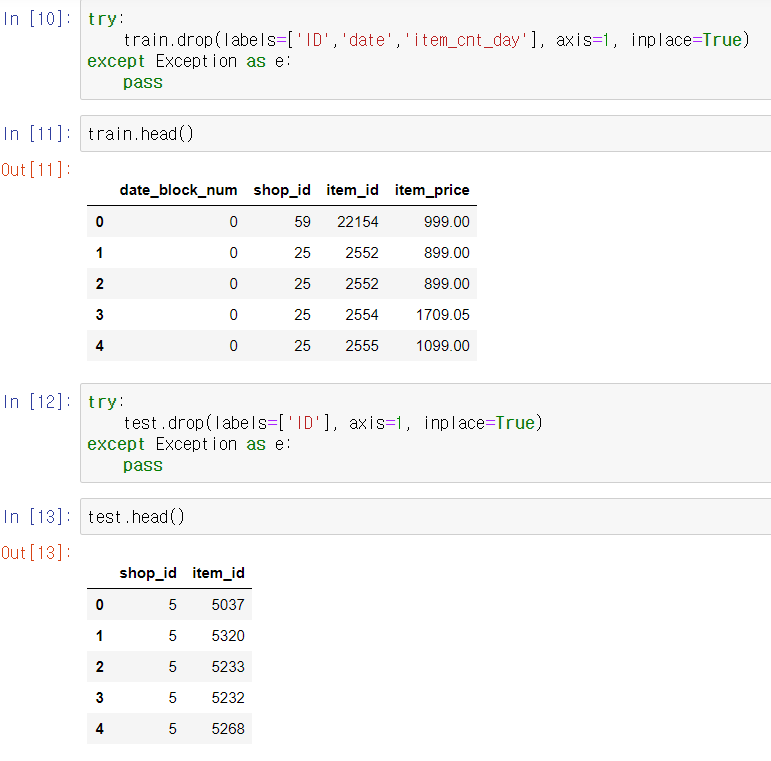 In [10]: try:
train.drop(labels=['ID','date','item_cnt_day'], axis=1, inplace=True)
except Exception as e:
pass
In [11]: train.head()
Out[11]:
date_block_num shop_id item_id item_price
0 0 59 22154 999.00
1 0 25 2552 899.00
2 0 25 2552 899.00
3 0 25 2554 1709.05
4 0 25 2555 1099.00
In [12]: try:
test.drop(labels=['ID'], axis=1, inplace=True)
except Exception as e:
pass
In [13]: test.head()
Out[13]:
shop_id item_id
0 5 5037
1 5 5320
2 5 5233
3 5 5232
4 5 5268